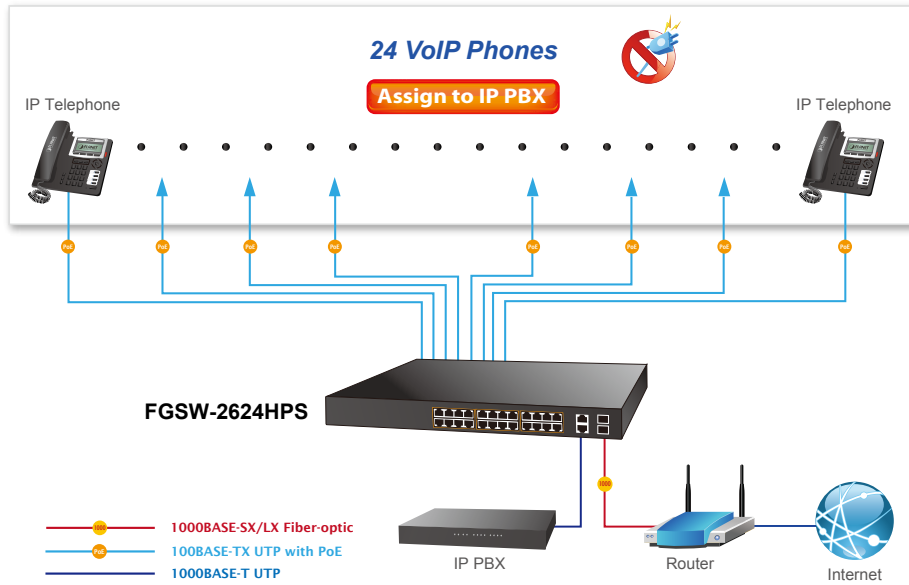 24 VoIP Phones
Assign to IP PBX
IP Telephone
IP Telephone
PoE
PoE
PoE
PoE
PoE
PoE
PoE
PoE
FGSW-2624HPS
1000
1000
1000BASE-SX/LX Fiber-optic
PoE
100BASE-TX UTP with PoE
1000BASE-T UTP
IP PBX
Router
Internet